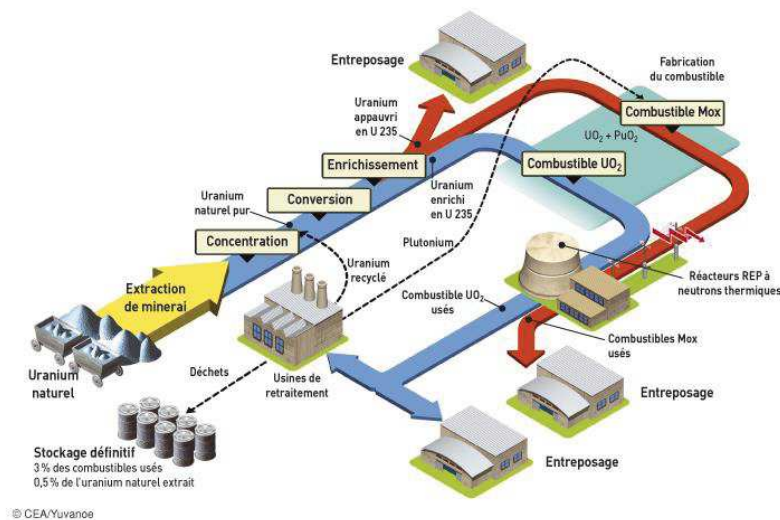 Entreposage
Fabrication
du combustible
Uranium
appauvri
en U 235
Combustible Mox
UO₂ + PuO₂
Enrichissement
Combustible UO₂
Uranium
enrichi
en U 235
Conversion
Uranium
naturel pur
Concentration
Plutonium
Uranium
recyclé
Réacteurs REP à
neutrons thermiques
Extraction
de minerai
Combustible UO₂
usés
Combustibles Mox
usés
Uranium
naturel
Déchets
Usines de
retraitement
Entreposage
Entreposage
Stockage définitif
3 % des combustibles usés
0,5 % de l'uranium naturel extrait
© CEA/Yuvanoe